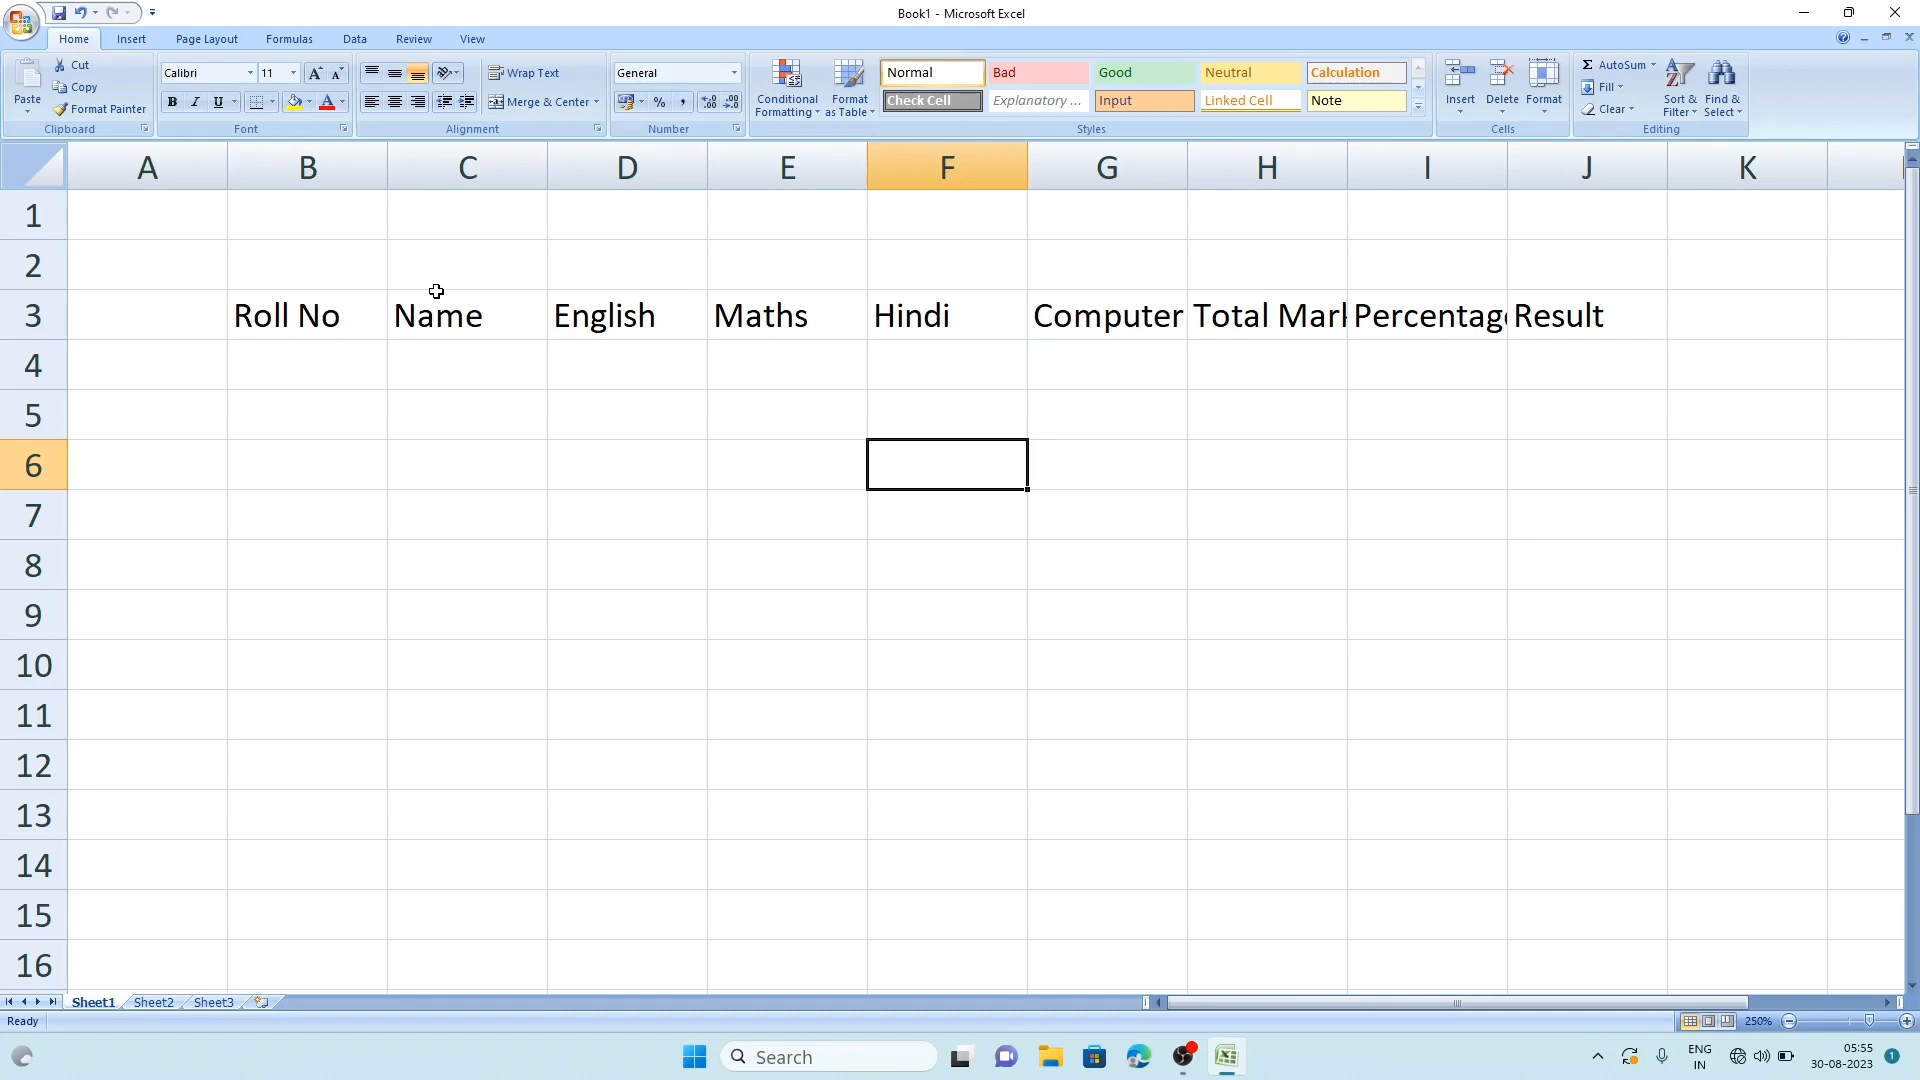 Book1 - Microsoft Excel
Home Insert Page Layout Formulas Data Review View
Paste
Cut
Copy
Format Painter
Clipboard
Calibri 11
B I U
Font
Wrap Text
Merge & Center
Alignment
General
%
Number
Conditional Formatting
Format as Table
Normal Bad Good Neutral Calculation
Check Cell Explanatory ... Input Linked Cell Note
Styles
Insert Delete Format
Cells
Σ AutoSum
Fill
Clear
Sort & Filter
Find & Select
Editing
A B C D E F G H I J K
1
2
3 Roll No Name English Maths Hindi Computer Total Mar Percentag Result
4
5
6
7
8
9
10
11
12
13
14
15
16
Sheet1 Sheet2 Sheet3
Ready 250%
Search
ENG
IN
05:55
30-08-2023
1